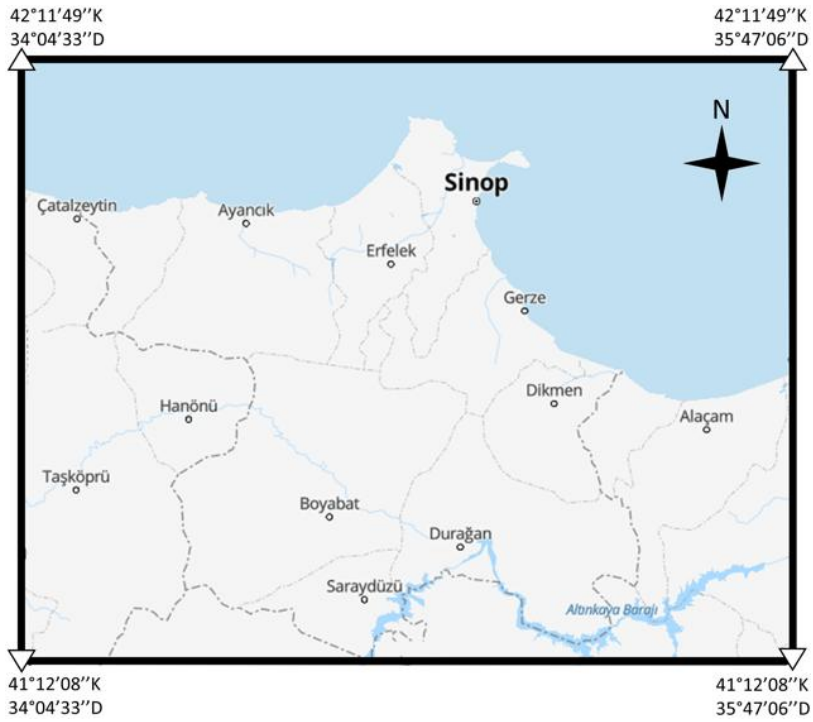 42°11’49’’K
34°04’33’’D
42°11’49’’K
35°47’06’’D
N
Sinop
Çatalzeytin
Ayancık
Erfelek
Gerze
Dikmen
Hanönü
Alaçam
Taşköprü
Boyabat
Durağan
Saraydüzü
Altınkaya Barajı
41°12’08’’K
34°04’33’’D
41°12’08’’K
35°47’06’’D